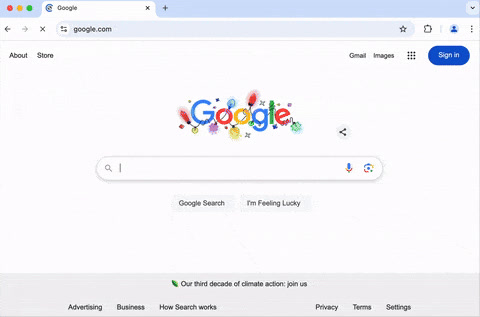 Google
google.com
About Store Gmail Images Sign in
Google
Google Search I'm Feeling Lucky
Our third decade of climate action: join us
Advertising Business How Search works Privacy Terms Settings